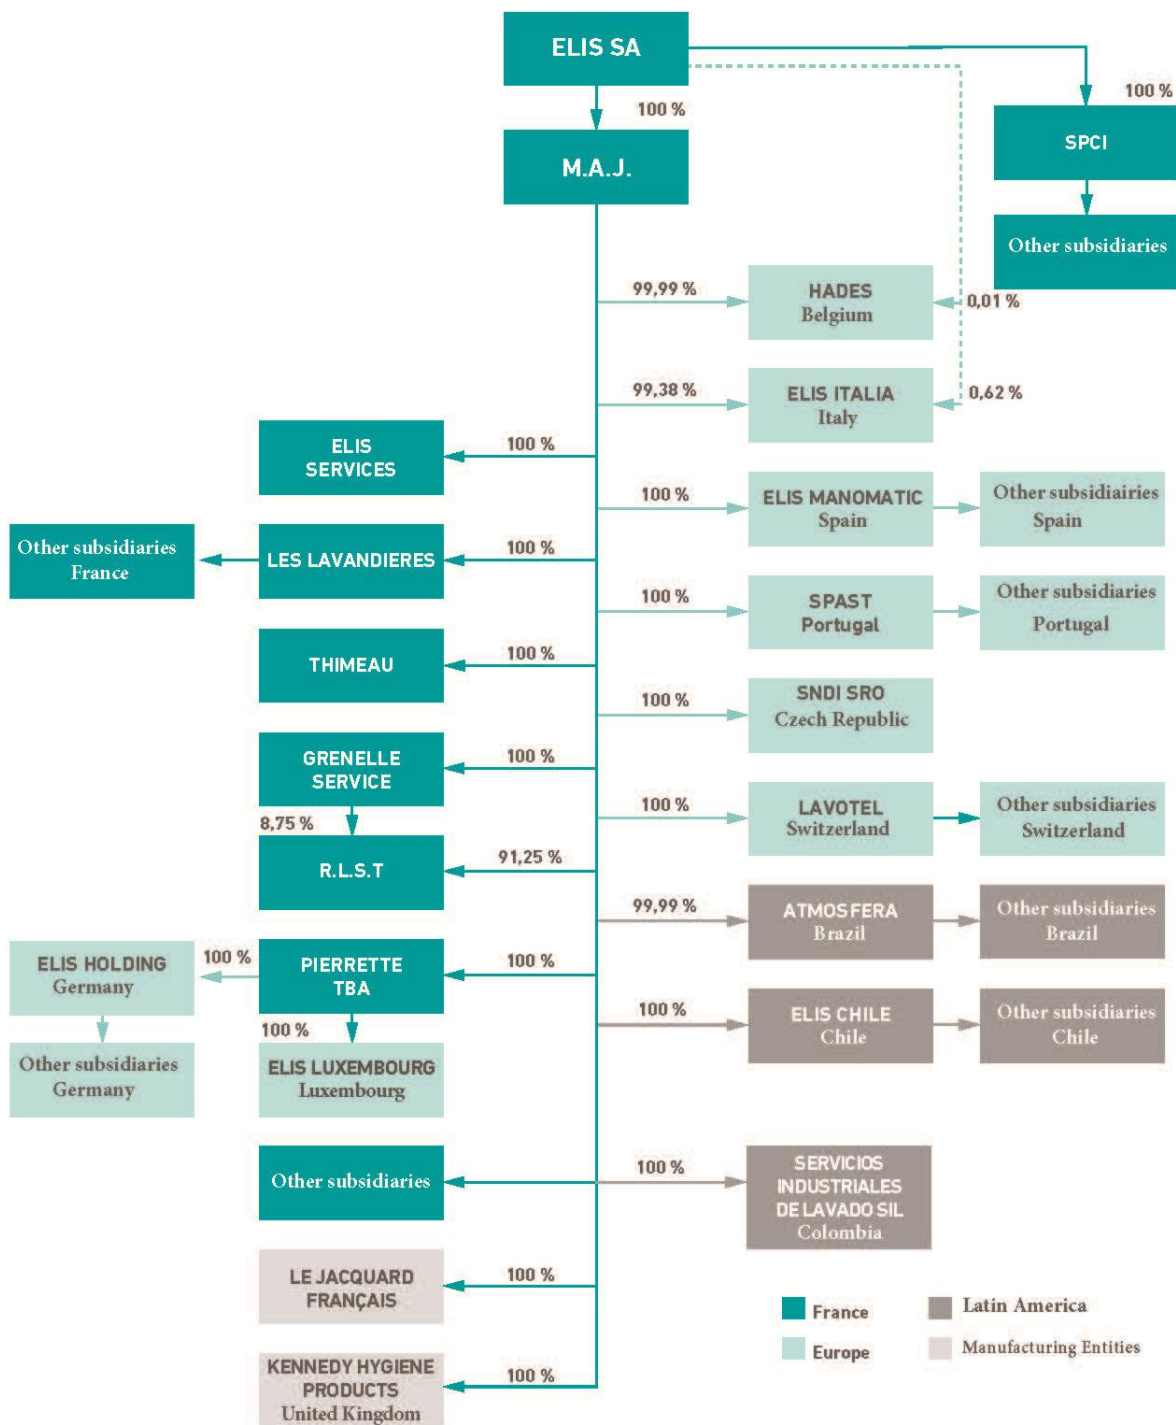 ELIS SA
100 %
100 %
M.A.J.
SPCI
Other subsidiaries
99,99 %
HADES
Belgium
0,01 %
99,38 %
ELIS ITALIA
Italy
0,62 %
ELIS
SERVICES
100 %
100 %
ELIS MANOMATIC
Spain
Other subsidiairies
Spain
Other subsidiaries
France
LES LAVANDIERES
100 %
100 %
SPAST
Portugal
Other subsidiaries
Portugal
THIMEAU
100 %
100 %
SNDI SRO
Czech Republic
GRENELLE
SERVICE
100 %
8,75 %
100 %
LAVOTEL
Switzerland
Other subsidiaries
Switzerland
R.L.S.T
91,25 %
99,99 %
ATMOSFERA
Brazil
Other subsidiaries
Brazil
ELIS HOLDING
Germany
100 %
PIERRETTE
TBA
100 %
100 %
100 %
ELIS CHILE
Chile
Other subsidiaries
Chile
Other subsidiaries
Germany
ELIS LUXEMBOURG
Luxembourg
Other subsidiaries
100 %
SERVICIOS
INDUSTRIALES
DE LAVADO SIL
Colombia
LE JACQUARD
FRANÇAIS
100 %
KENNEDY HYGIENE
PRODUCTS
United Kingdom
100 %
France
Latin America
Europe
Manufacturing Entities